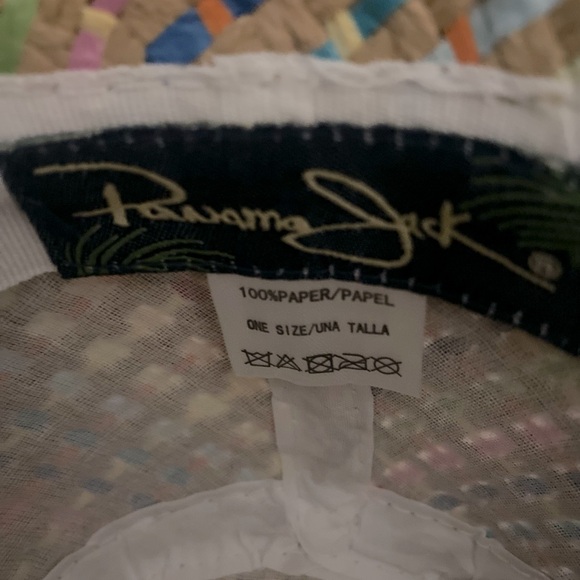 Panama Jack ®
100%PAPER/PAPEL
ONE SIZE/UNA TALLA